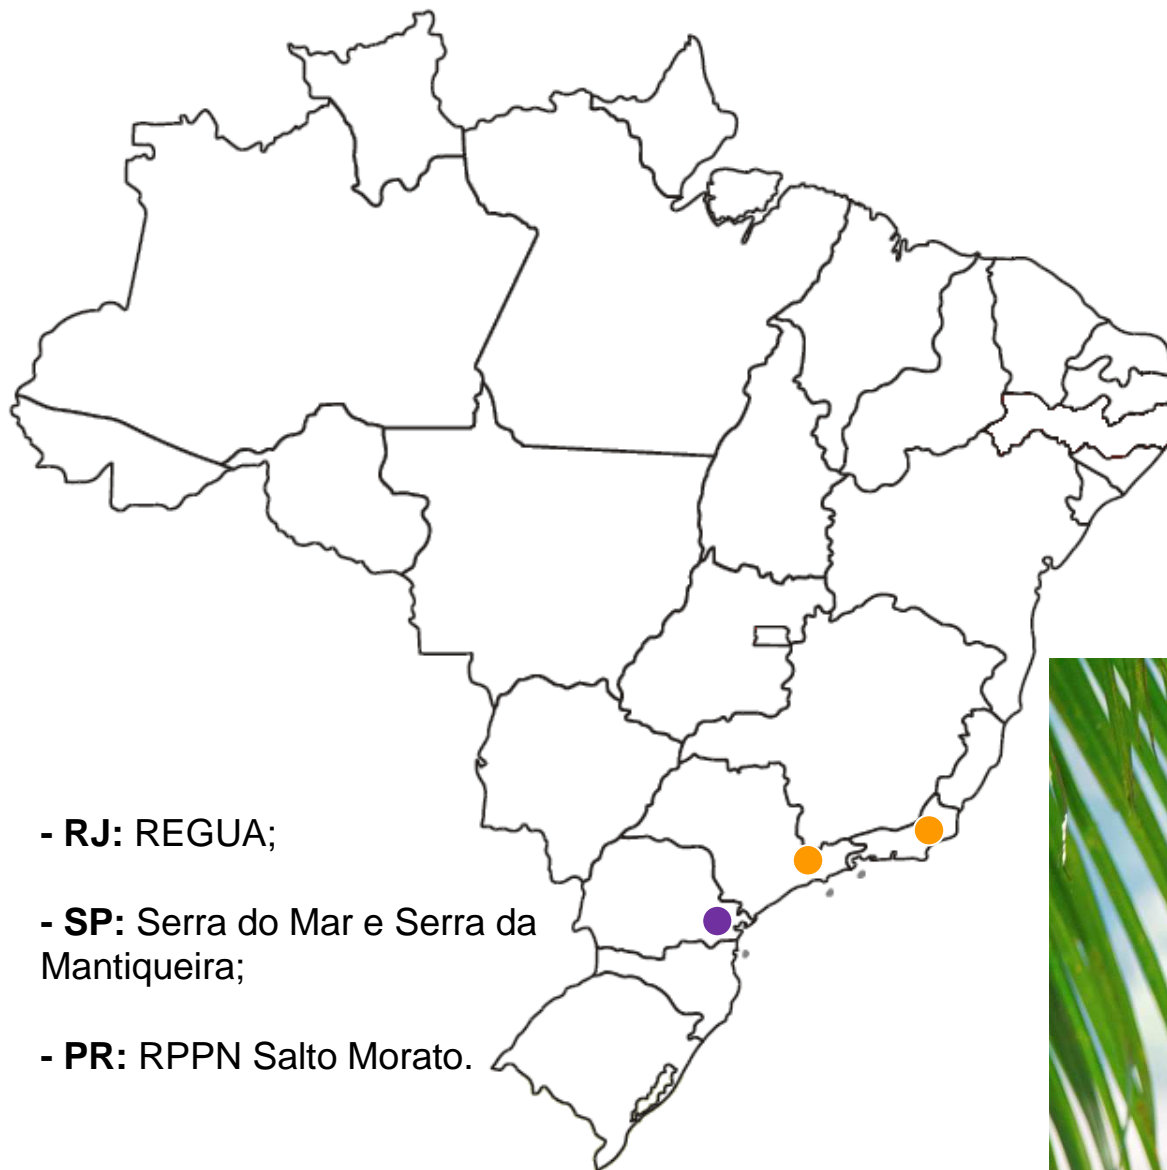 - RJ: REGUA;
- SP: Serra do Mar e Serra da
Mantiqueira;
- PR: RPPN Salto Morato.